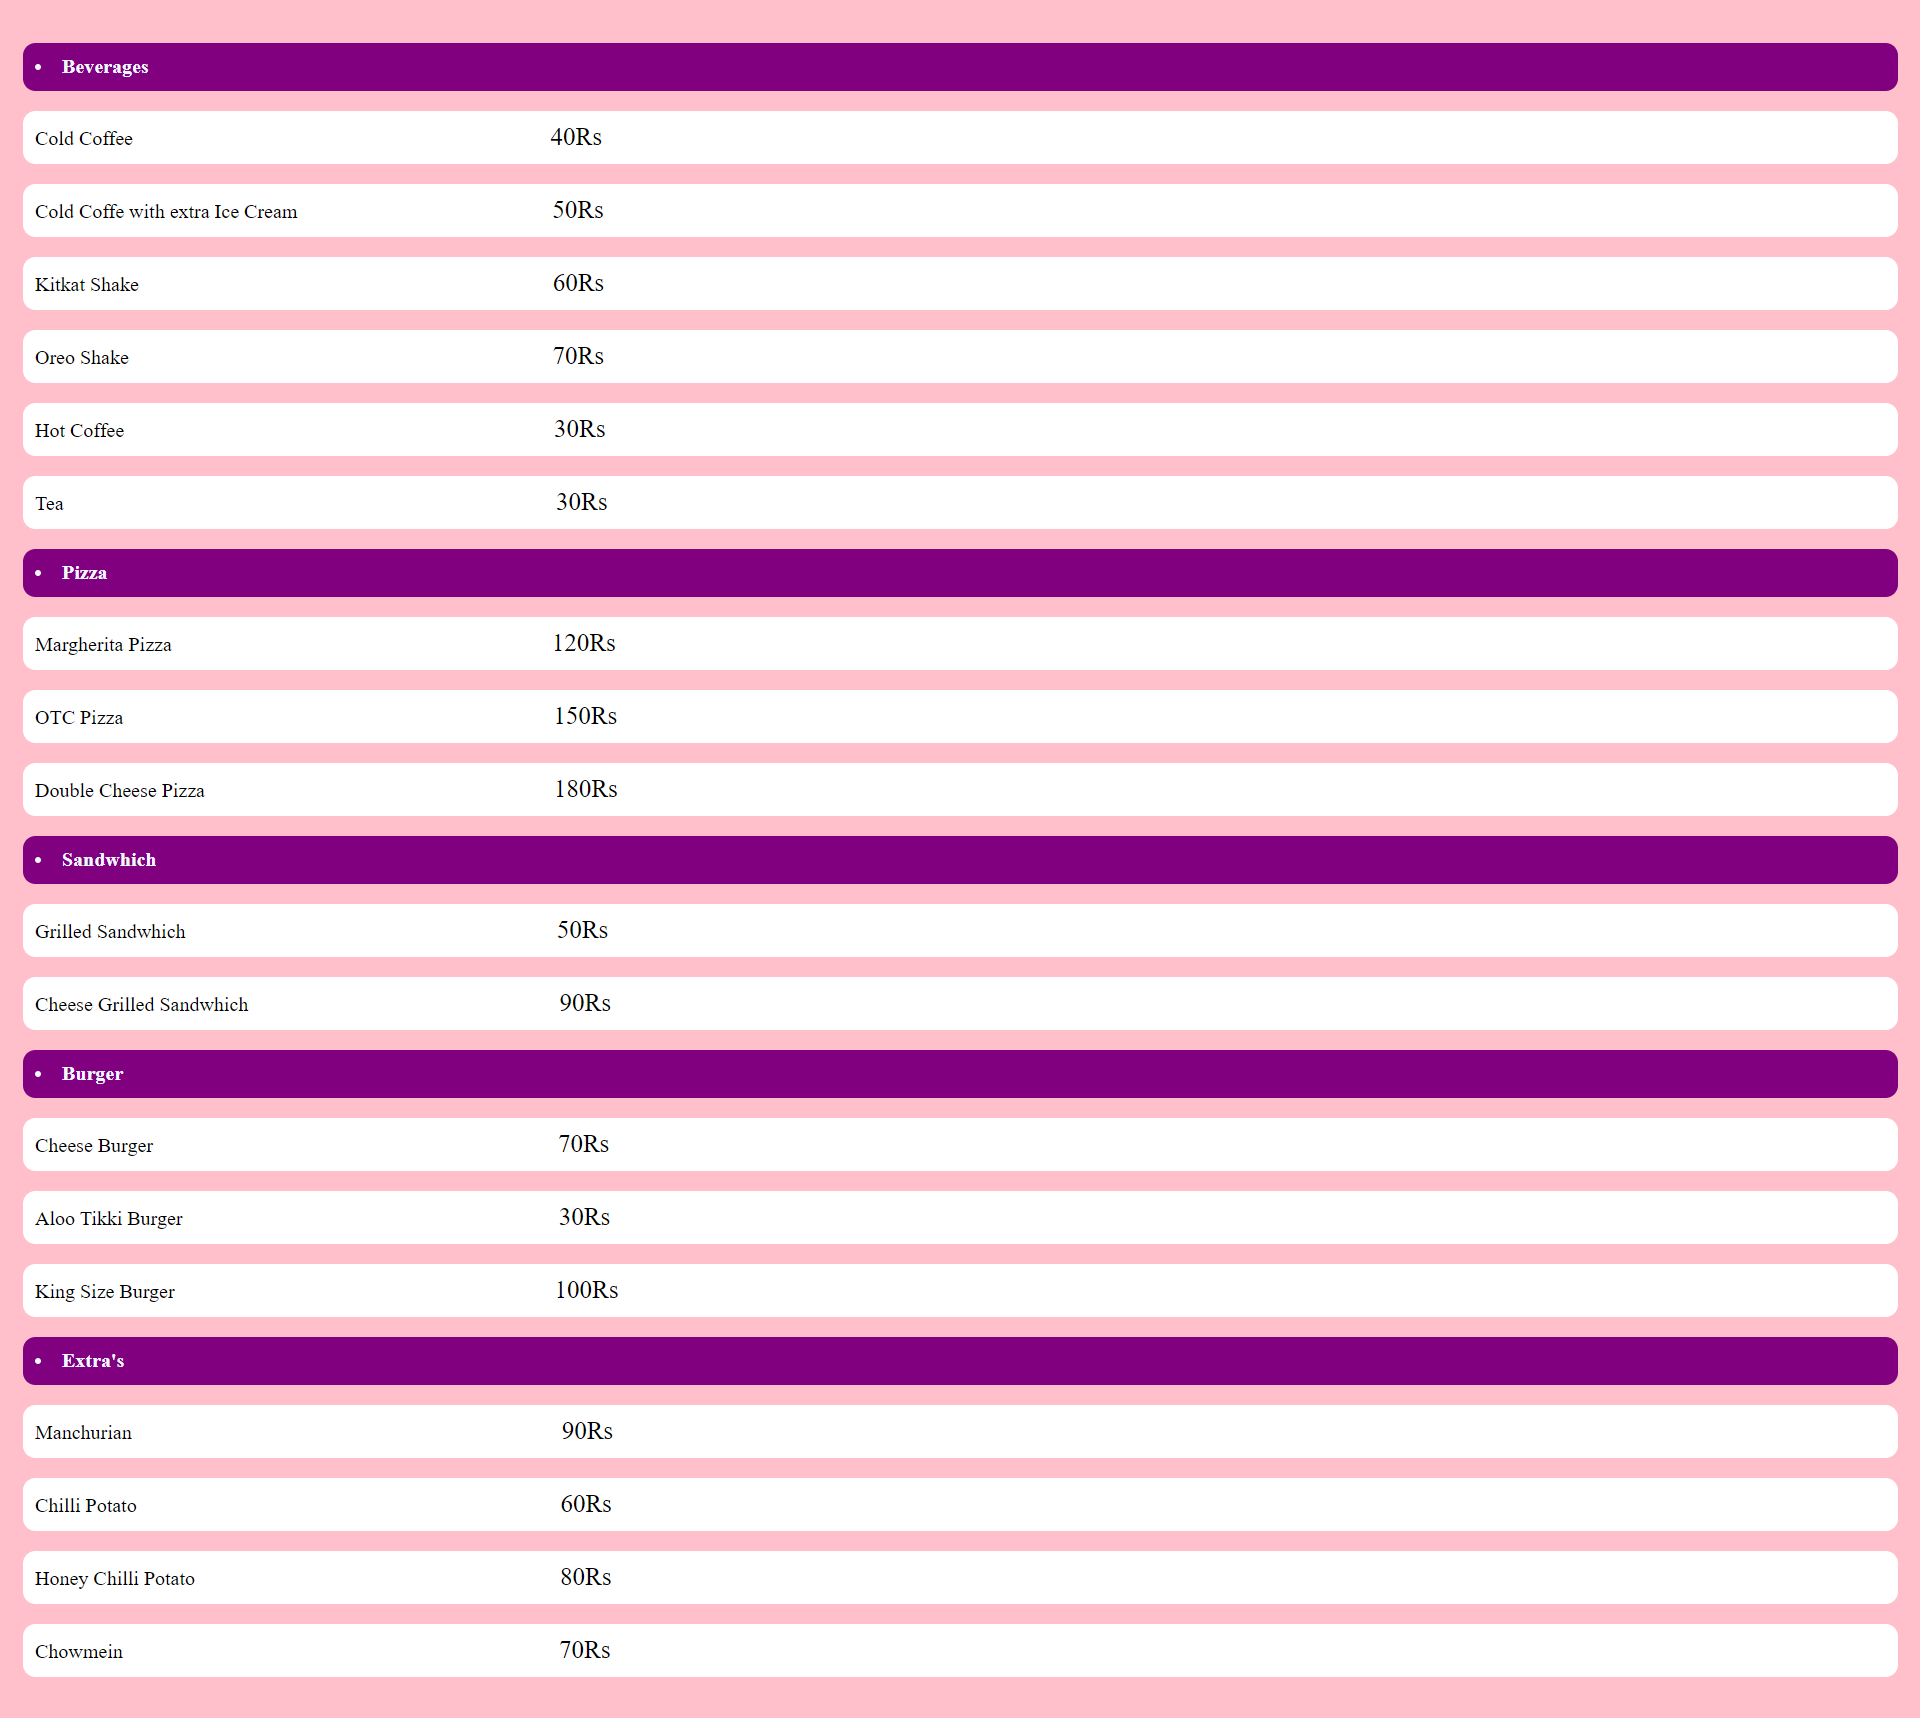 • Beverages
Cold Coffee 40Rs
Cold Coffe with extra Ice Cream 50Rs
Kitkat Shake 60Rs
Oreo Shake 70Rs
Hot Coffee 30Rs
Tea 30Rs
• Pizza
Margherita Pizza 120Rs
OTC Pizza 150Rs
Double Cheese Pizza 180Rs
• Sandwhich
Grilled Sandwhich 50Rs
Cheese Grilled Sandwhich 90Rs
• Burger
Cheese Burger 70Rs
Aloo Tikki Burger 30Rs
King Size Burger 100Rs
• Extra's
Manchurian 90Rs
Chilli Potato 60Rs
Honey Chilli Potato 80Rs
Chowmein 70Rs